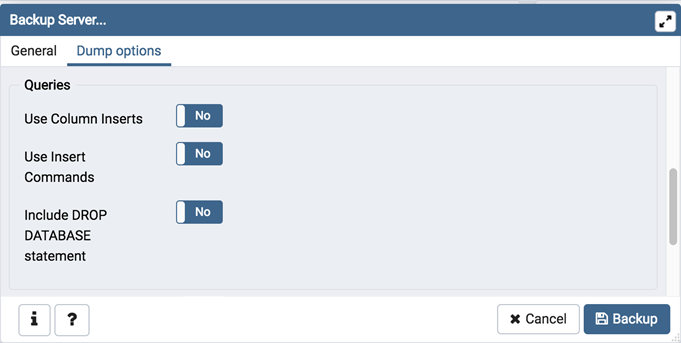 Backup Server...
General Dump options
Queries
Use Column Inserts No
Use Insert No
Commands
Include DROP No
DATABASE
statement
i ? Cancel Backup